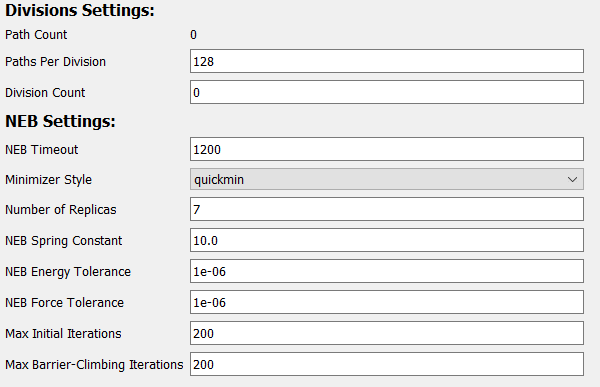 Divisions Settings:
Path Count 0
Paths Per Division 128
Division Count 0
NEB Settings:
NEB Timeout 1200
Minimizer Style quickmin
Number of Replicas 7
NEB Spring Constant 10.0
NEB Energy Tolerance 1e-06
NEB Force Tolerance 1e-06
Max Initial Iterations 200
Max Barrier-Climbing Iterations 200